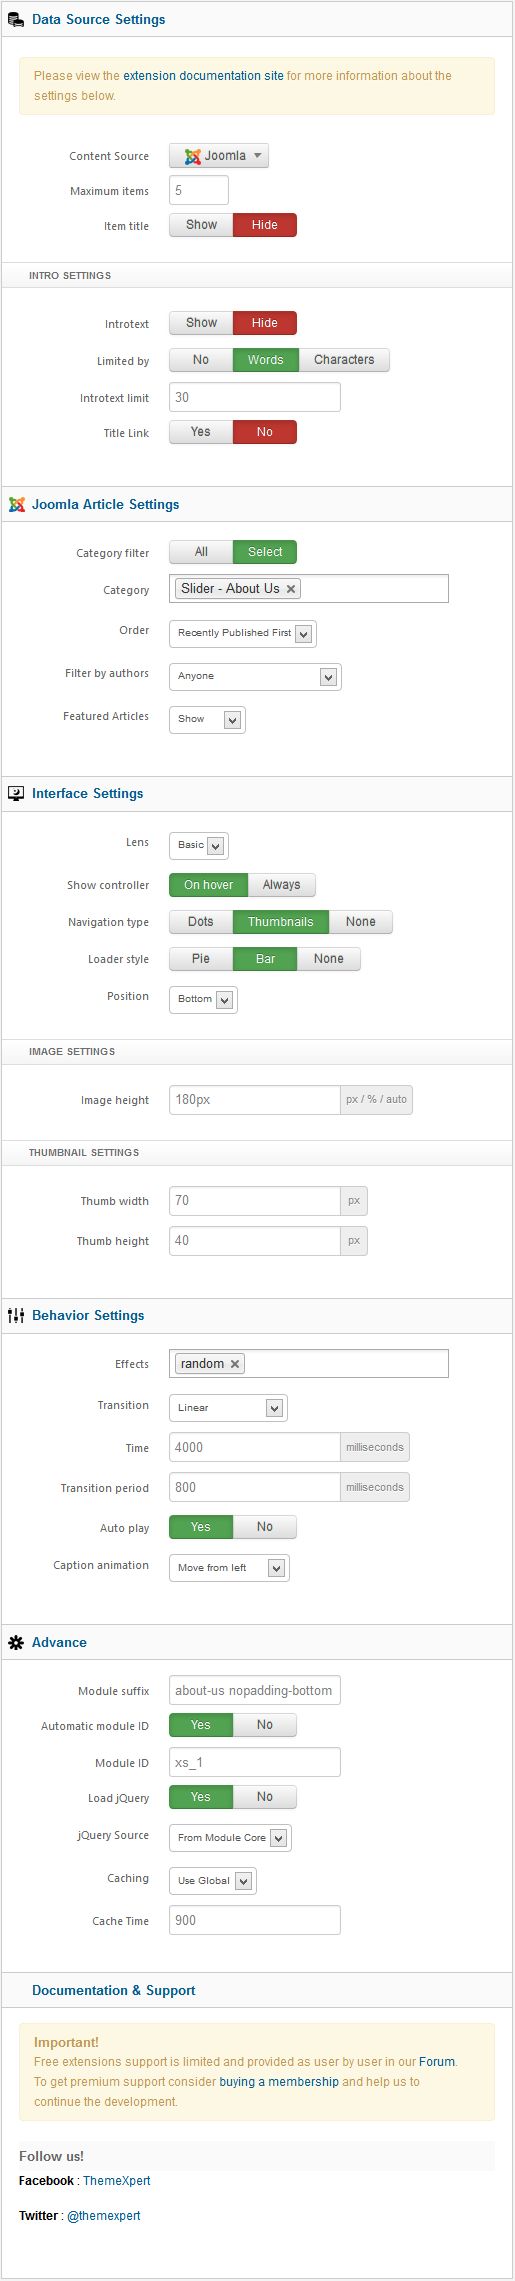 Data Source Settings
Please view the extension documentation site for more information about the
settings below.
Content Source Joomla
Maximum items 5
Item title Show Hide
INTRO SETTINGS
Introtext Show Hide
Limited by No Words Characters
Introtext limit 30
Title Link Yes No
Joomla Article Settings
Category filter All Select
Category Slider - About Us ×
Order Recently Published First
Filter by authors Anyone
Featured Articles Show
Interface Settings
Lens Basic
Show controller On hover Always
Navigation type Dots Thumbnails None
Loader style Pie Bar None
Position Bottom
IMAGE SETTINGS
Image height 180px px / % / auto
THUMBNAIL SETTINGS
Thumb width 70 px
Thumb height 40 px
Behavior Settings
Effects random ×
Transition Linear
Time 4000 milliseconds
Transition period 800 milliseconds
Auto play Yes No
Caption animation Move from left
Advance
Module suffix about-us nopadding-bottom
Automatic module ID Yes No
Module ID xs_1
Load jQuery Yes No
jQuery Source From Module Core
Caching Use Global
Cache Time 900
Documentation & Support
Important!
Free extensions support is limited and provided as user by user in our Forum.
To get premium support consider buying a membership and help us to
continue the development.
Follow us!
Facebook : ThemeXpert
Twitter : @themexpert